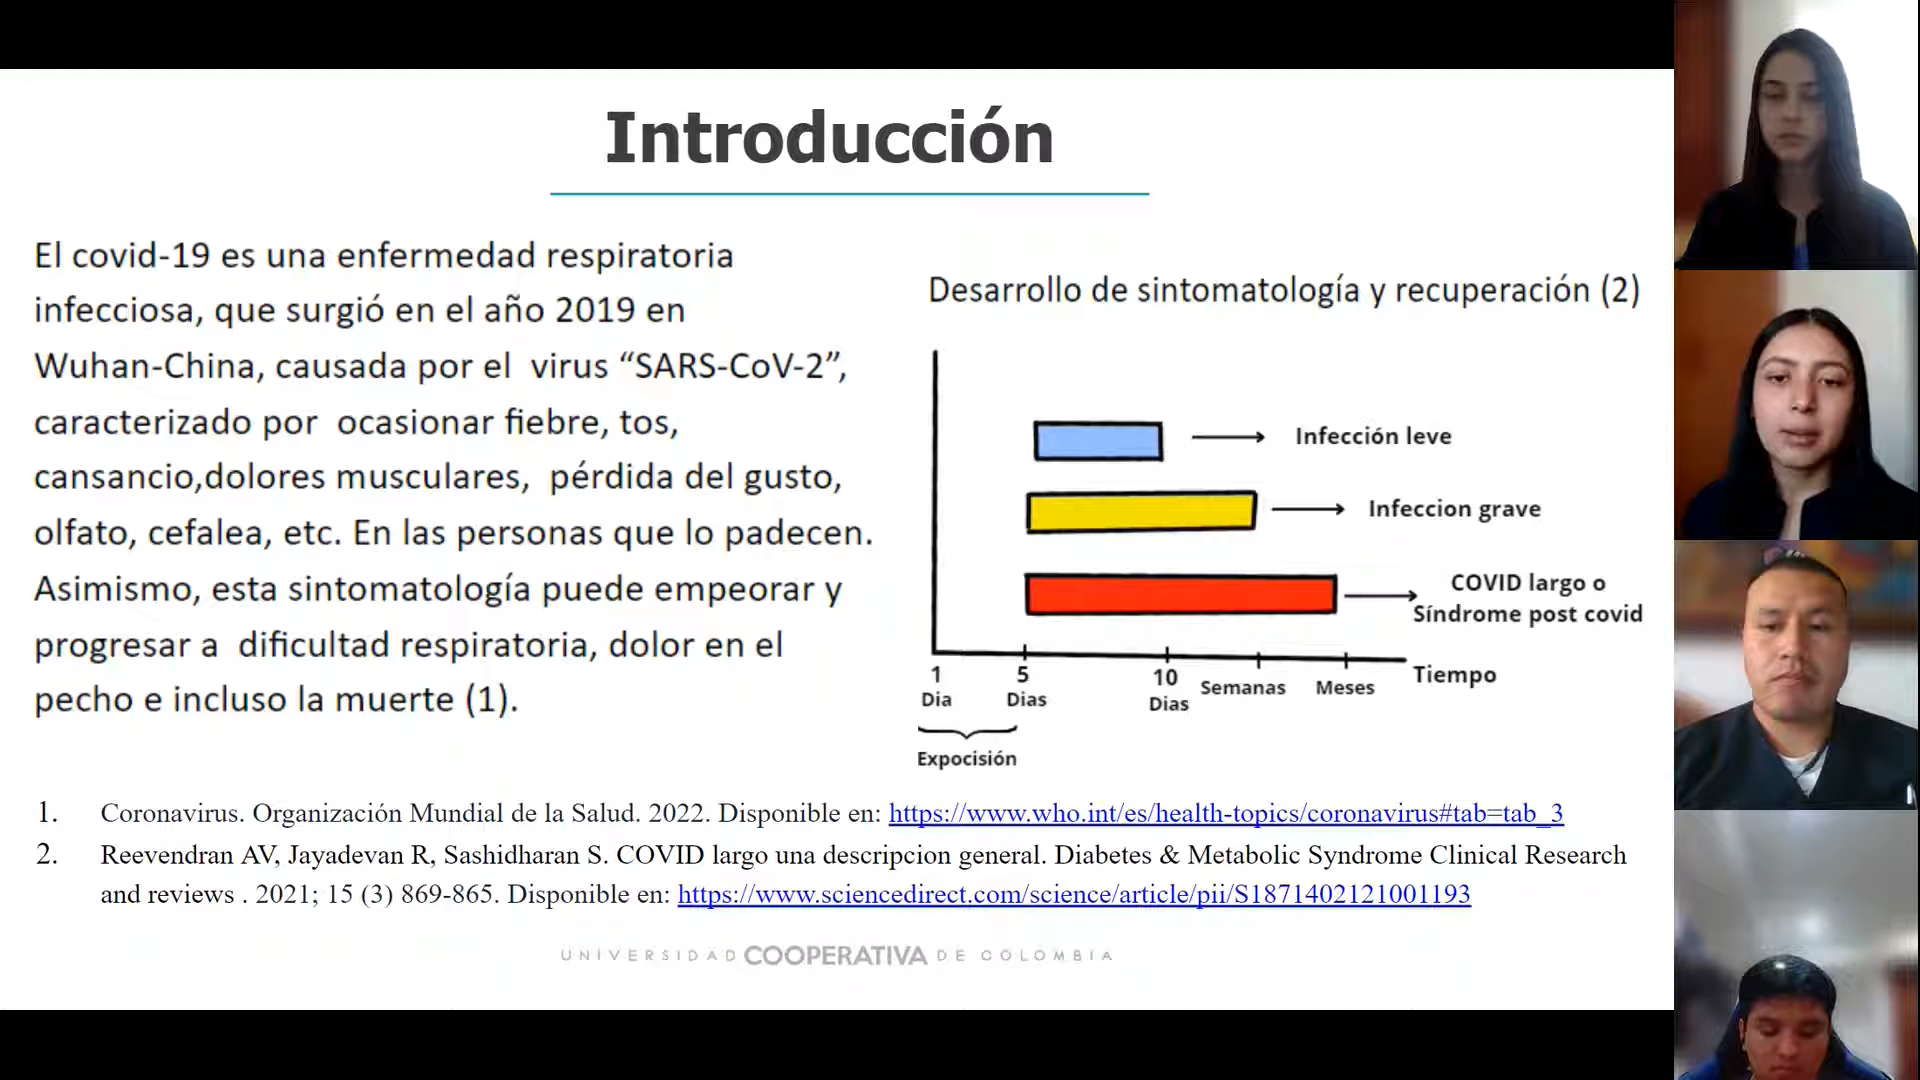 Introducción
El covid-19 es una enfermedad respiratoria
infecciosa, que surgió en el año 2019 en
Wuhan-China, causada por el virus “SARS-CoV-2”,
caracterizado por ocasionar fiebre, tos,
cansancio,dolores musculares, pérdida del gusto,
olfato, cefalea, etc. En las personas que lo padecen.
Asimismo, esta sintomatología puede empeorar y
progresar a dificultad respiratoria, dolor en el
pecho e incluso la muerte (1).
Desarrollo de sintomatología y recuperación (2)
Infección leve
Infeccion grave
COVID largo o
Síndrome post covid
1
Dia
5
Dias
10
Dias
Semanas
Meses
Tiempo
Expocisión
1. Coronavirus. Organización Mundial de la Salud. 2022. Disponible en: https://www.who.int/es/health-topics/coronavirus#tab=tab_3
2. Reevendran AV, Jayadevan R, Sashidharan S. COVID largo una descripcion general. Diabetes & Metabolic Syndrome Clinical Research
and reviews . 2021; 15 (3) 869-865. Disponible en: https://www.sciencedirect.com/science/article/pii/S1871402121001193
UNIVERSIDAD COOPERATIVA DE COLOMBIA